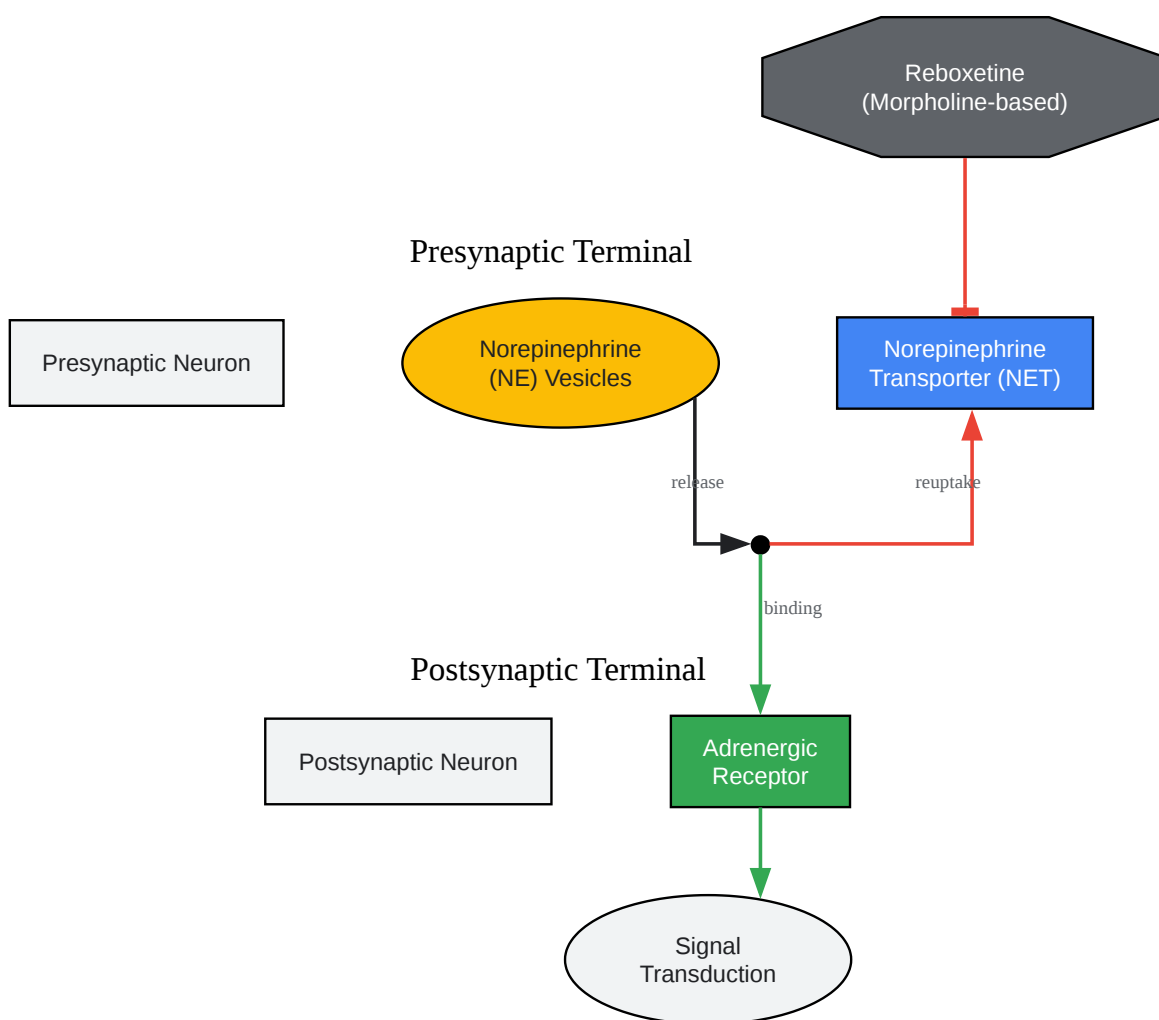 Reboxetine
(Morpholine-based)
Presynaptic Terminal
Presynaptic Neuron
Norepinephrine
(NE) Vesicles
Norepinephrine
Transporter (NET)
release
reuptake
binding
Postsynaptic Terminal
Postsynaptic Neuron
Adrenergic
Receptor
Signal
Transduction